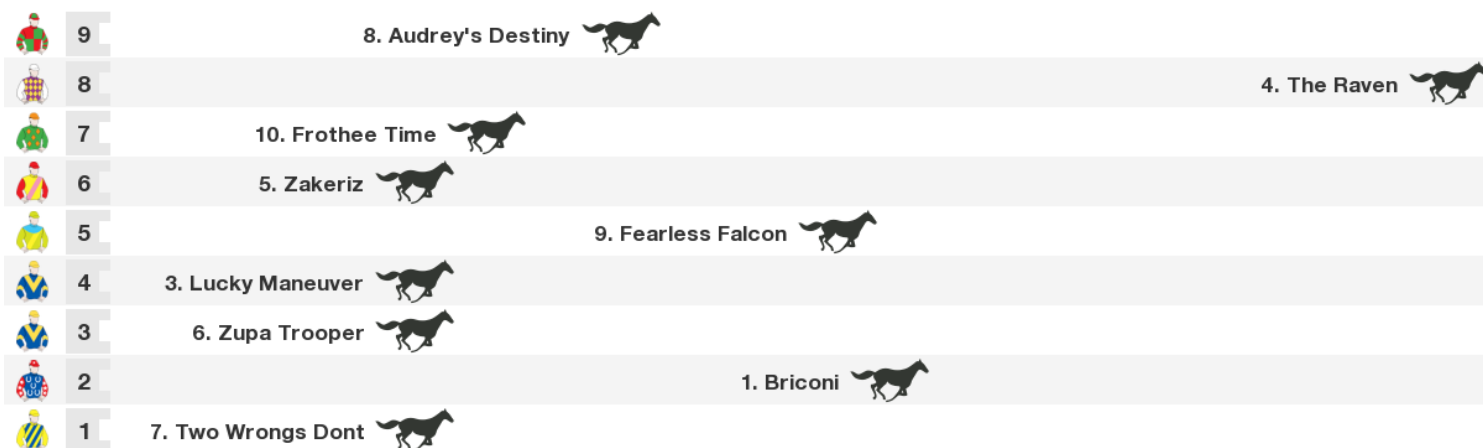 9 8. Audrey's Destiny
8 4. The Raven
7 10. Frothee Time
6 5. Zakeriz
5 9. Fearless Falcon
4 3. Lucky Maneuver
3 6. Zupa Trooper
2 1. Briconi
1 7. Two Wrongs Dont